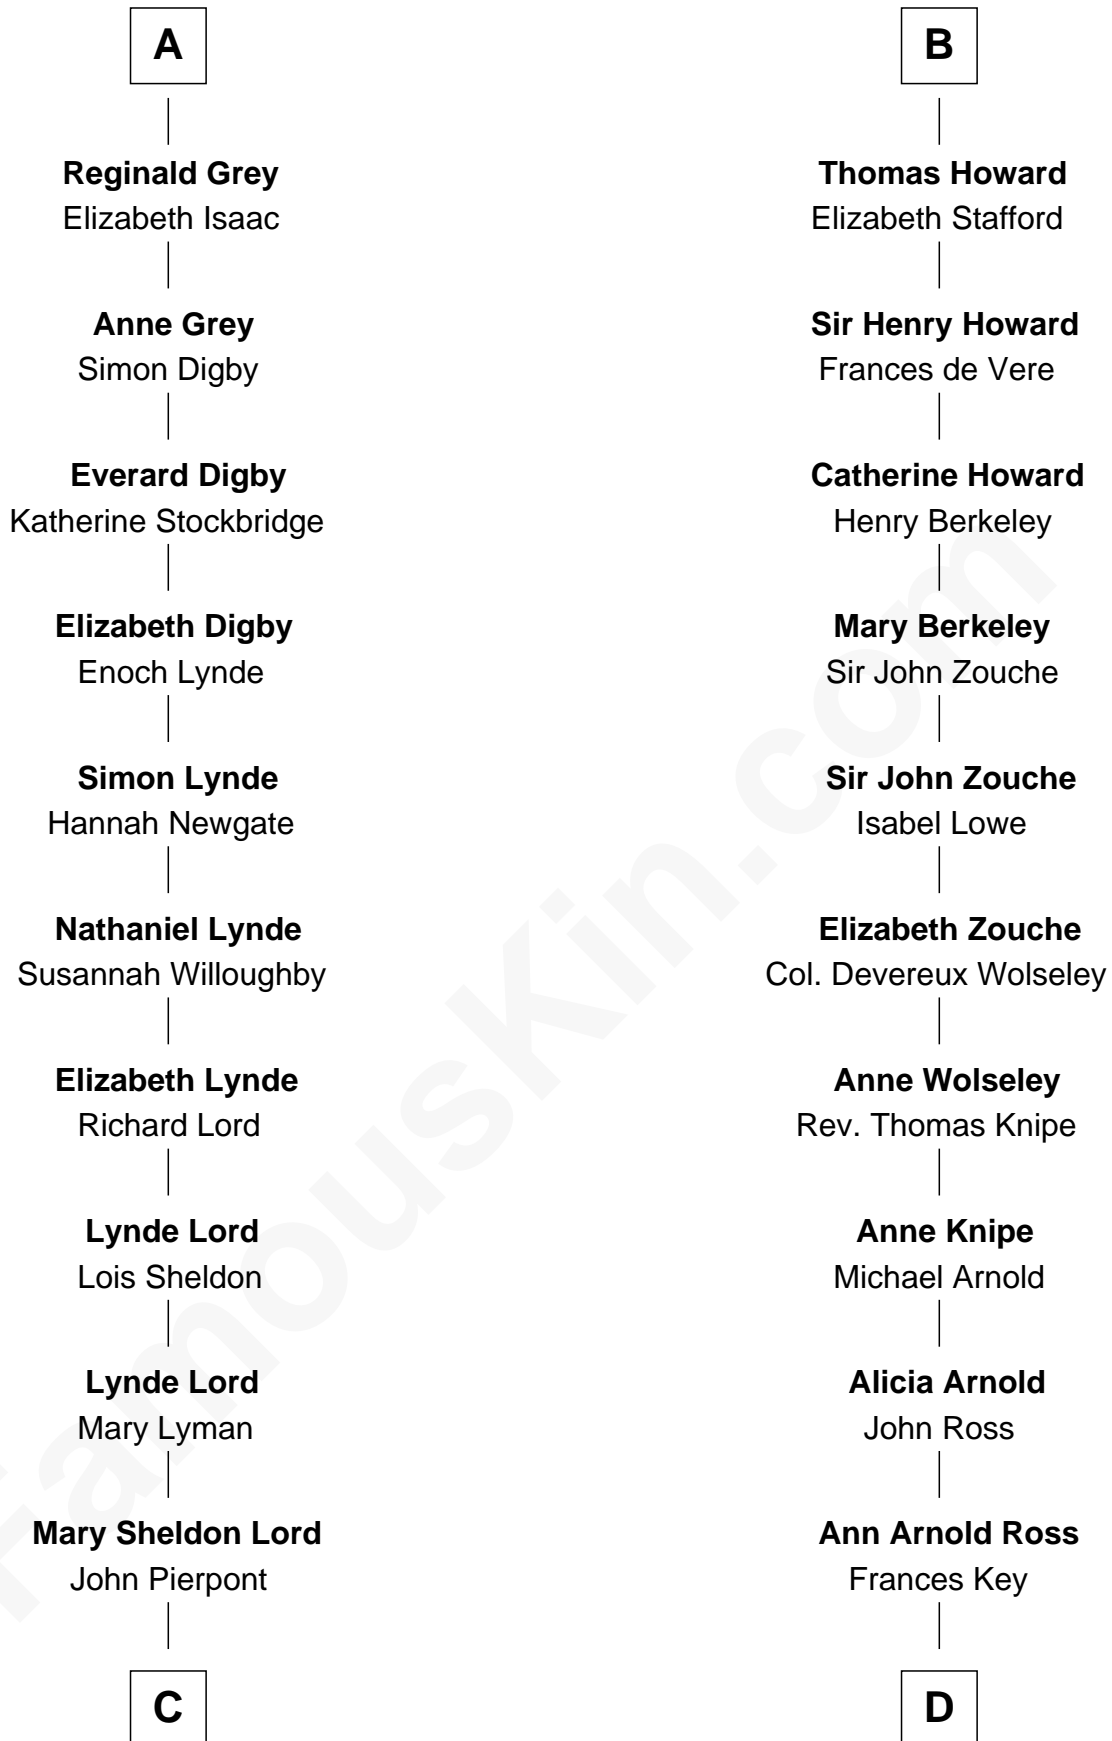 A
Reginald Grey
Elizabeth Isaac
Anne Grey
Simon Digby
Everard Digby
Katherine Stockbridge
Elizabeth Digby
Enoch Lynde
Simon Lynde
Hannah Newgate
Nathaniel Lynde
Susannah Willoughby
Elizabeth Lynde
Richard Lord
Lynde Lord
Lois Sheldon
Lynde Lord
Mary Lyman
Mary Sheldon Lord
John Pierpont
C
B
Thomas Howard
Elizabeth Stafford
Sir Henry Howard
Frances de Vere
Catherine Howard
Henry Berkeley
Mary Berkeley
Sir John Zouche
Sir John Zouche
Isabel Lowe
Elizabeth Zouche
Col. Devereux Wolseley
Anne Wolseley
Rev. Thomas Knipe
Anne Knipe
Michael Arnold
Alicia Arnold
John Ross
Ann Arnold Ross
Frances Key
D
FamousKin.com